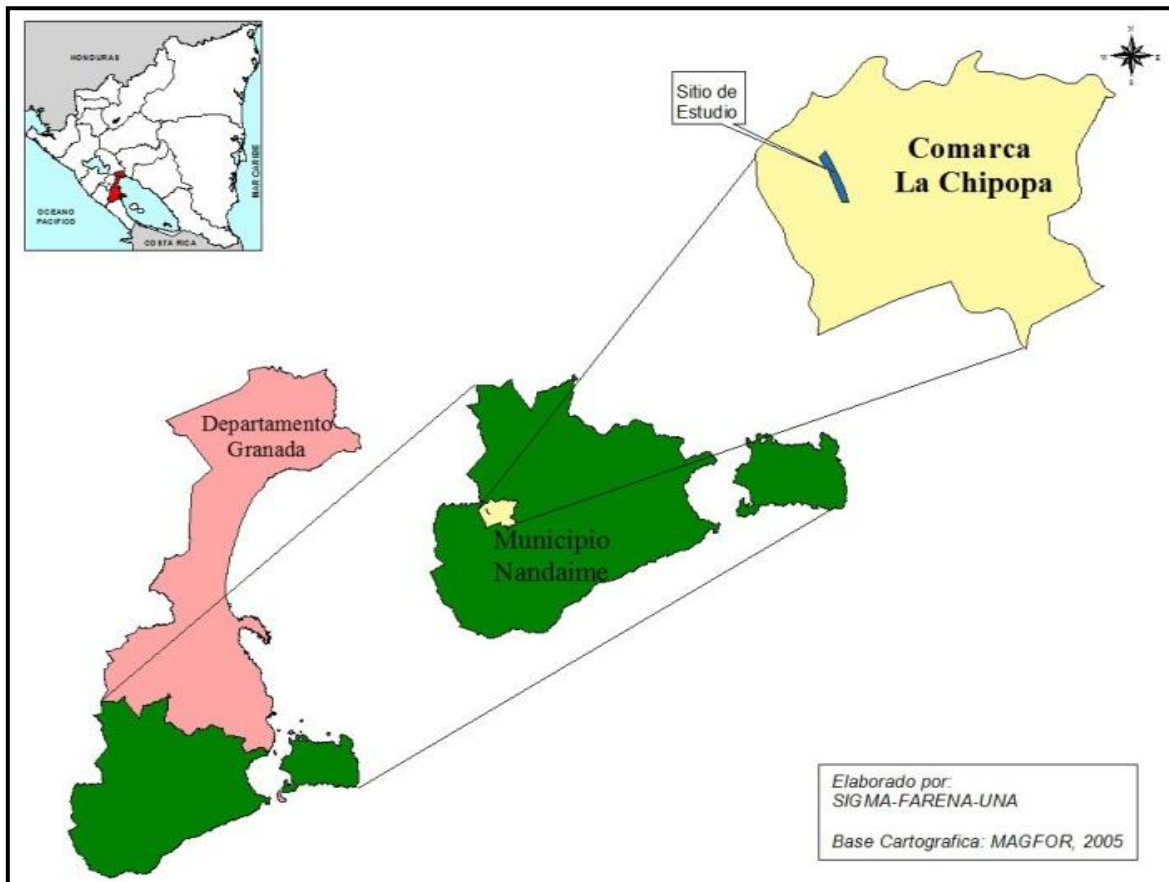 HONDURAS
MAR CARIBE
OCEANO
PACIFICO
COSTA RICA
N
W
E
S
Sitio de
Estudio
Comarca
La Chipopa
Departamento
Granada
Municipio
Nandaime
Elaborado por:
SIGMA-FARENA-UNA
Base Cartografica: MAGFOR, 2005